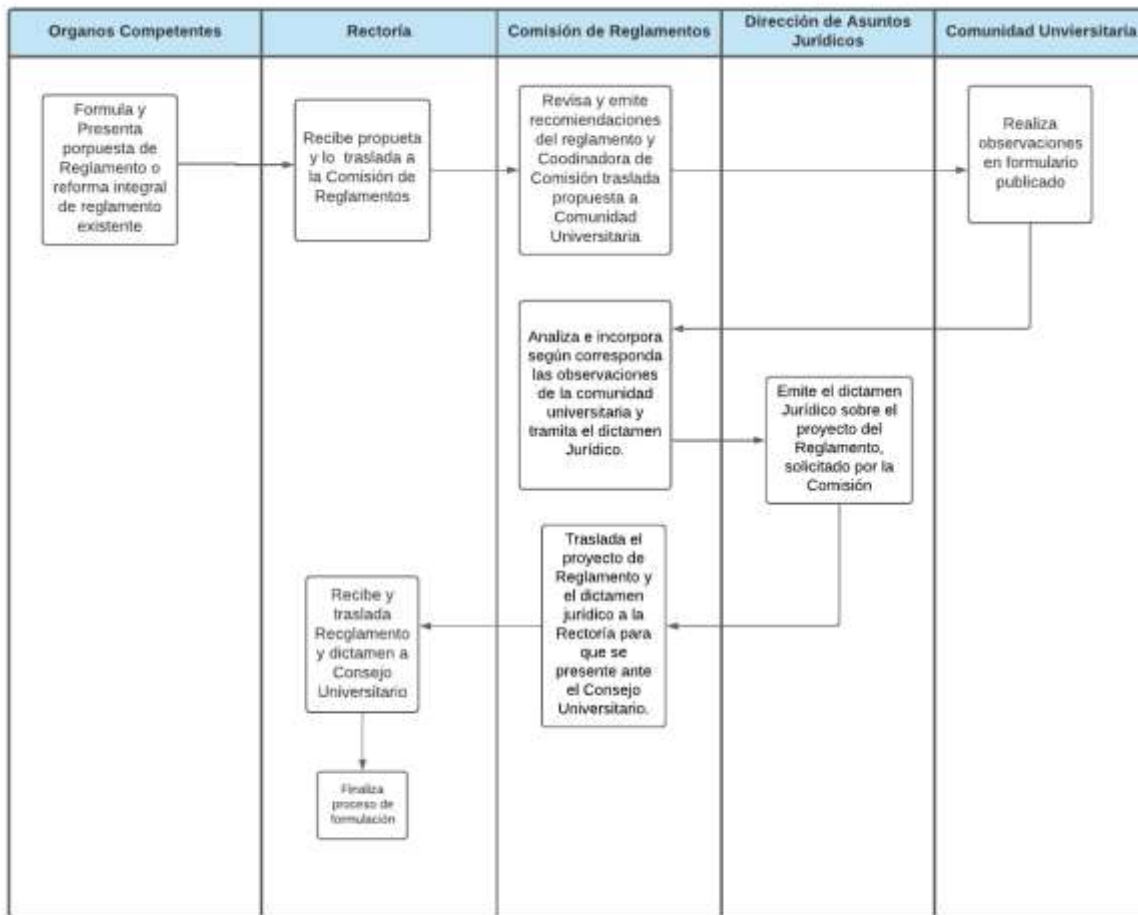 Organos Competentes
Rectoría
Comisión de Reglamentos
Dirección de Asuntos
Jurídicos
Comunidad Unviersitaria
Formula y
Presenta
porpuesta de
Reglamento o
reforma integral
de reglamento
existente
Recibe propueta
y lo traslada a
la Comisión de
Reglamentos
Revisa y emite
recomiendaciones
del reglamento y
Coodinadora de
Comisión traslada
propuesta a
Comunidad
Universitaria
Realiza
observaciones
en formulario
publicado
Analiza e incorpora
según corresponda
las observaciones
de la comunidad
universitaria y
tramita el dictamen
Jurídico.
Emite el dictamen
Jurídico sobre el
proyecto del
Reglamento,
solicitado por la
Comisión
Traslada el
proyecto de
Reglamento y
el dictamen
jurídico a la
Rectoría para
que se
presente ante
el Consejo
Universitario.
Recibe y
traslada
Recglamento
y dictamen a
Consejo
Universitario
Finaliza
proceso de
formulación